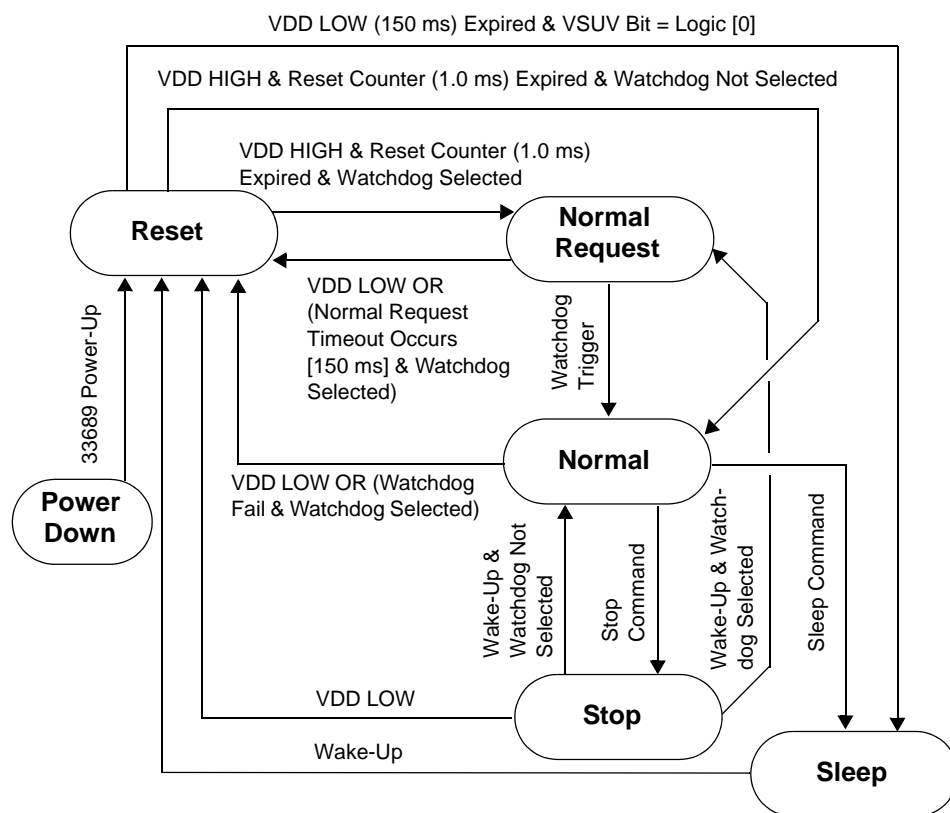 VDD LOW (150 ms) Expired & VSUV Bit = Logic [0]
VDD HIGH & Reset Counter (1.0 ms) Expired & Watchdog Not Selected
VDD HIGH & Reset Counter (1.0 ms)
Expired & Watchdog Selected
Reset
Normal
Request
VDD LOW OR
(Normal Request
Timeout Occurs
[150 ms] & Watchdog
Selected)
33689 Power-Up
Watchdog
Trigger
Normal
VDD LOW OR (Watchdog
Fail & Watchdog Selected)
Power
Down
Wake-Up &
Watchdog Not
Selected
Stop
Command
Wake-Up & Watch-
dog Selected
Sleep Command
VDD LOW
Stop
Wake-Up
Sleep